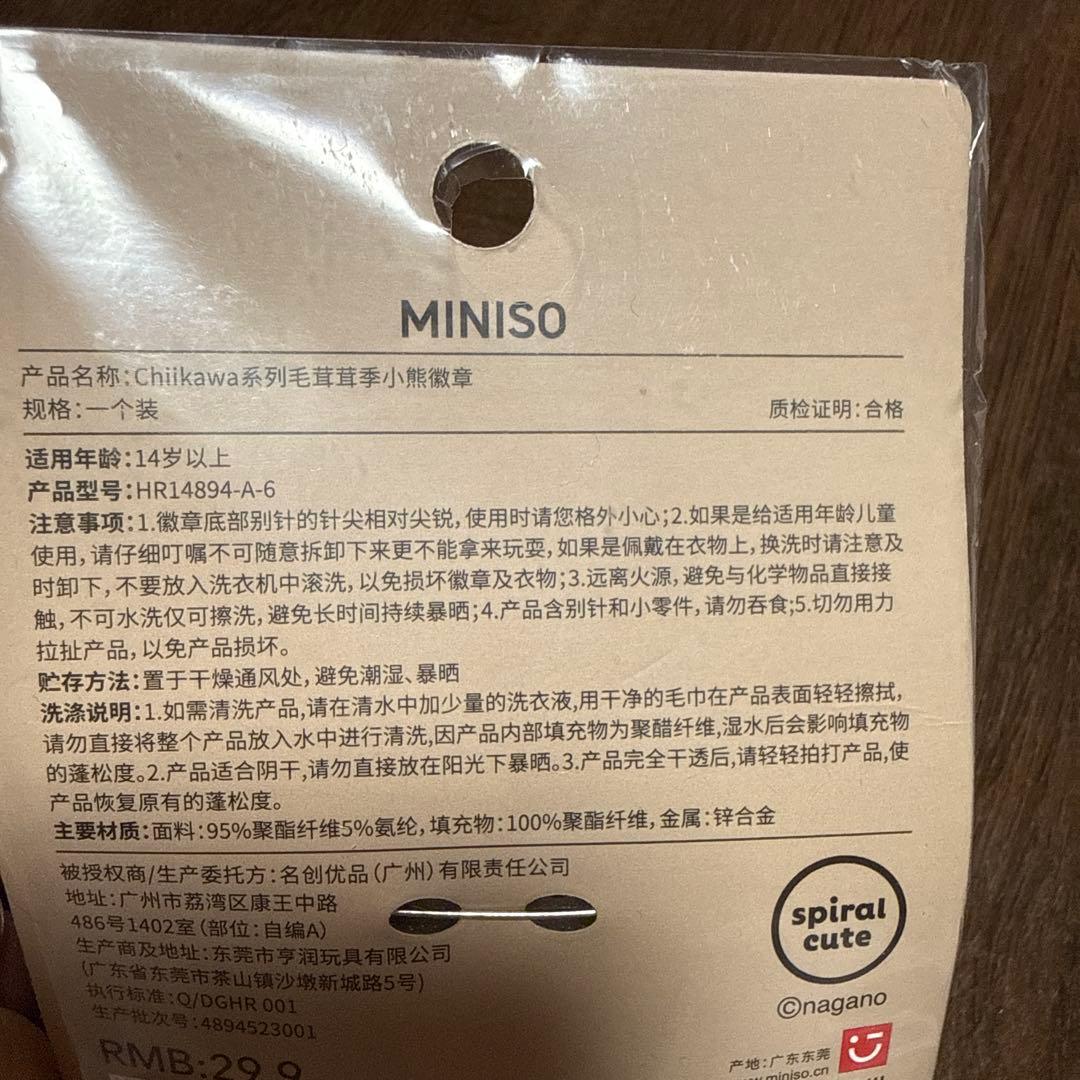 MINISO
产品名称:Chiikawa系列毛茸茸季小熊徽章
规格:一个装
质检证明:合格
适用年龄:14岁以上
产品型号:HR14894-A-6
注意事项:1.徽章底部别针的针尖相对尖锐,使用时请您格外小心;2.如果是给适用年龄儿童
使用,请仔细叮嘱不可随意拆卸下来更不能拿来玩耍,如果是佩戴在衣物上,换洗时请注意及
时卸下,不要放入洗衣机中滚洗,以免损坏徽章及衣物;3.远离火源,避免与化学物品直接接
触,不可水洗仅可擦洗,避免长时间持续暴晒;4.产品含别针和小零件,请勿吞食;5.切勿用力
拉扯产品,以免产品损坏。
贮存方法:置于干燥通风处,避免潮湿、暴晒
洗涤说明:1.如需清洗产品,请在清水中加少量的洗衣液,用干净的毛巾在产品表面轻轻擦拭,
请勿直接将整个产品放入水中进行清洗,因产品内部填充物为聚醋纤维,湿水后会影响填充物
的蓬松度。2.产品适合阴干,请勿直接放在阳光下暴晒。3.产品完全干透后,请轻轻拍打产品,使
产品恢复原有的蓬松度。
主要材质:面料:95%聚酯纤维5%氨纶,填充物:100%聚酯纤维,金属:锌合金
被授权商/生产委托方:名创优品(广州)有限责任公司
地址:广州市荔湾区康王中路
486号1402室(部位:自编A)
生产商及地址:东莞市亨润玩具有限公司
(广东省东莞市茶山镇沙墩新城路5号)
执行标准:Q/DGHR 001
生产批次号:4894523001
RMB:29.9
spiral
cute
©nagano
产地:广东东莞
www.miniso.cn